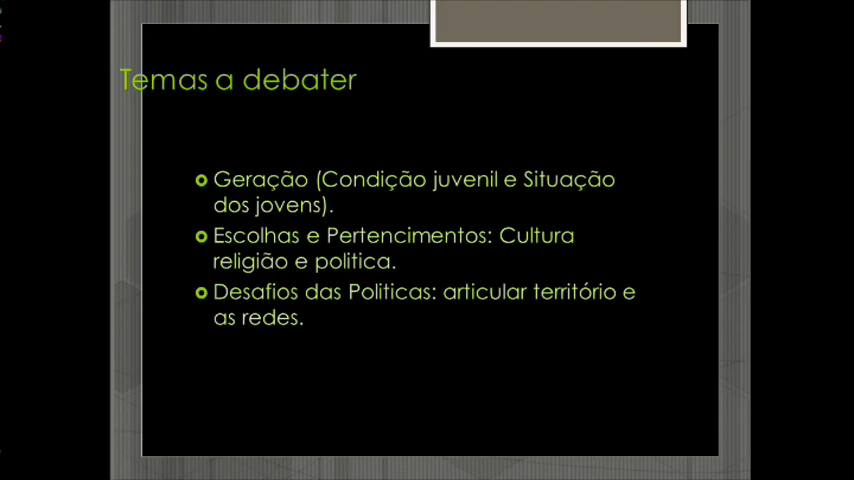 Temas a debater
Geração (Condição juvenil e Situação
dos jovens).
Escolhas e Pertencimentos: Cultura
religião e politica.
Desafios das Politicas: articular território e
as redes.